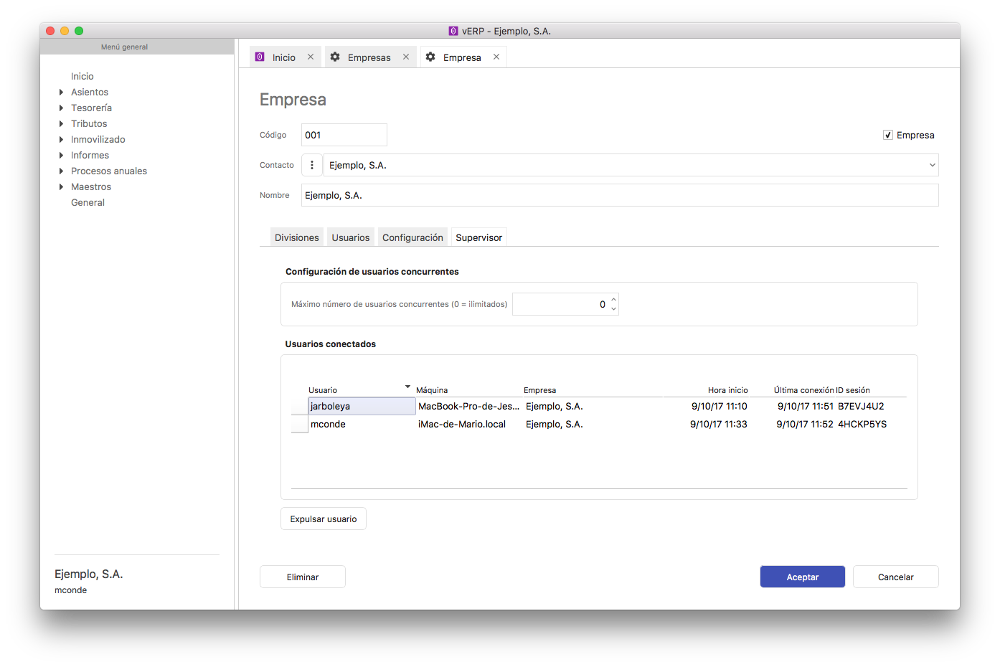 vERP - Ejemplo, S.A.
Menú general
Inicio
Asientos
Tesorería
Tributos
Inmovilizado
Informes
Procesos anuales
Maestros
General
Ejemplo, S.A.
mconde
Inicio Empresas Empresa
Empresa
Código 001 Empresa
Contacto Ejemplo, S.A.
Nombre Ejemplo, S.A.
Divisiones Usuarios Configuración Supervisor
Configuración de usuarios concurrentes
Máximo número de usuarios concurrentes (0 = ilimitados) 0
Usuarios conectados
Usuario Máquina Empresa Hora inicio Última conexión ID sesión
jarboleya MacBook-Pro-de-Jes... Ejemplo, S.A. 9/10/17 11:10 9/10/17 11:51 B7EVJ4U2
mconde iMac-de-Mario.local Ejemplo, S.A. 9/10/17 11:33 9/10/17 11:52 4HCKP5YS
Expulsar usuario
Eliminar Aceptar Cancelar